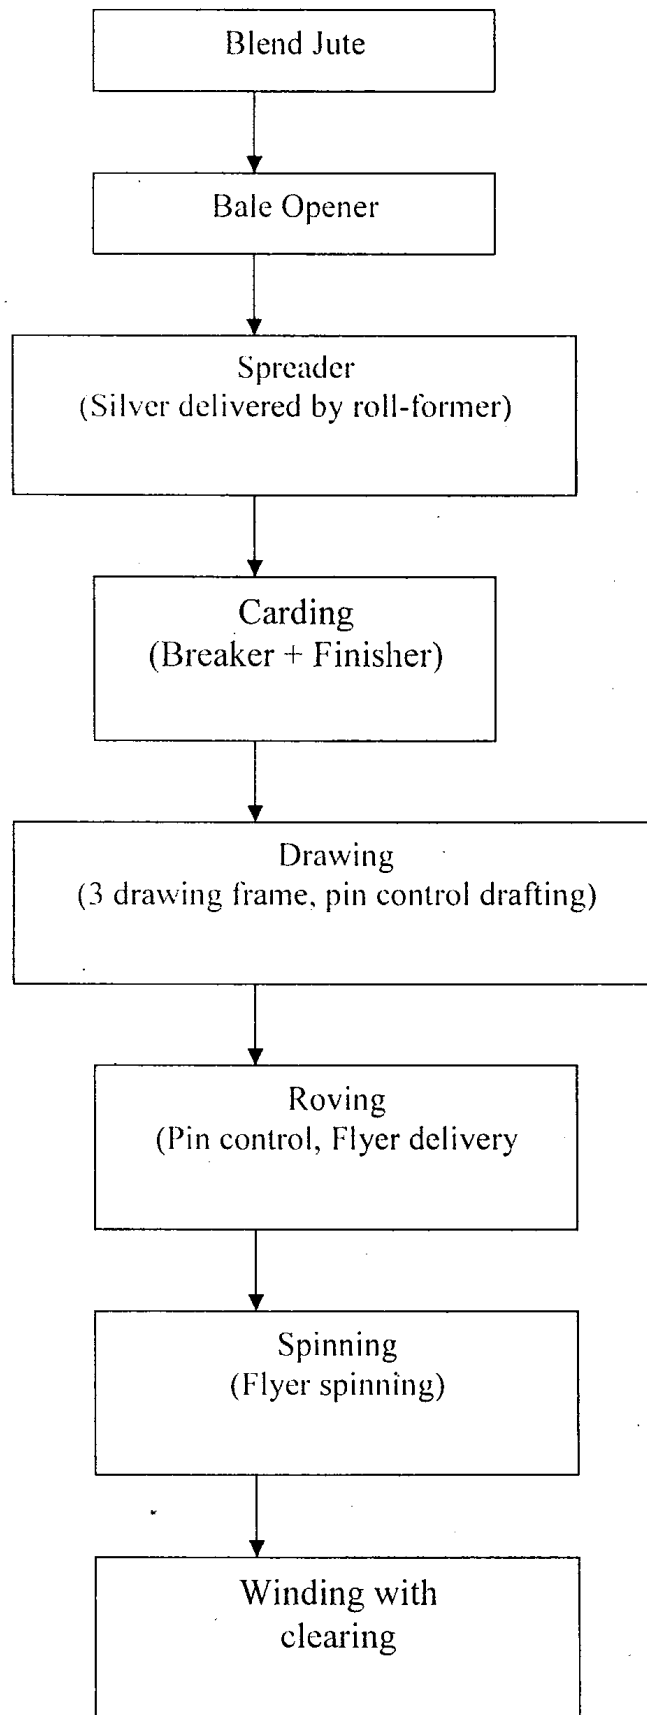 Blend Jute
Bale Opener
Spreader
(Silver delivered by roll-former)
Carding
(Breaker + Finisher)
Drawing
(3 drawing frame, pin control drafting)
Roving
(Pin control, Flyer delivery
Spinning
(Flyer spinning)
Winding with
clearing